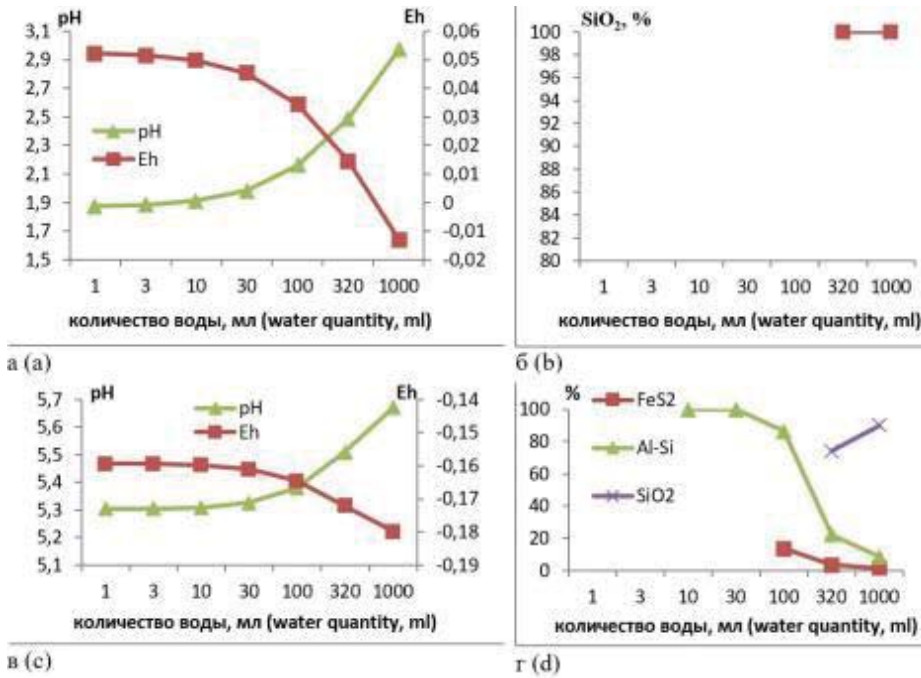 pH
Eh
3,1
2,9
2,7
2,5
2,3
2,1
1,9
1,7
1,5
0,06
0,05
0,04
0,03
0,02
0,01
0
-0,01
-0,02
pH
Eh
1 3 10 30 100 320 1000
количество воды, мл (water quantity, ml)
а (a)
SiO₂, %
100
98
96
94
92
90
88
86
84
82
80
1 3 10 30 100 320 1000
количество воды, мл (water quantity, ml)
б (b)
pH
Eh
5,7
5,6
5,5
5,4
5,3
5,2
5,1
-0,14
-0,15
-0,16
-0,17
-0,18
-0,19
pH
Eh
1 3 10 30 100 320 1000
количество воды, мл (water quantity, ml)
в (c)
%
100
80
60
40
20
0
FeS2
Al-Si
SiO2
1 3 10 30 100 320 1000
количество воды, мл (water quantity, ml)
г (d)